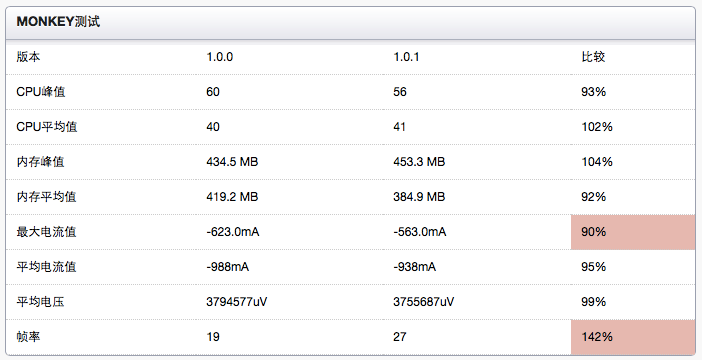 MONKEY测试
版本 1.0.0 1.0.1 比较
CPU峰值 60 56 93%
CPU平均值 40 41 102%
内存峰值 434.5 MB 453.3 MB 104%
内存平均值 419.2 MB 384.9 MB 92%
最大电流值 -623.0mA -563.0mA 90%
平均电流值 -988mA -938mA 95%
平均电压 3794577uV 3755687uV 99%
帧率 19 27 142%